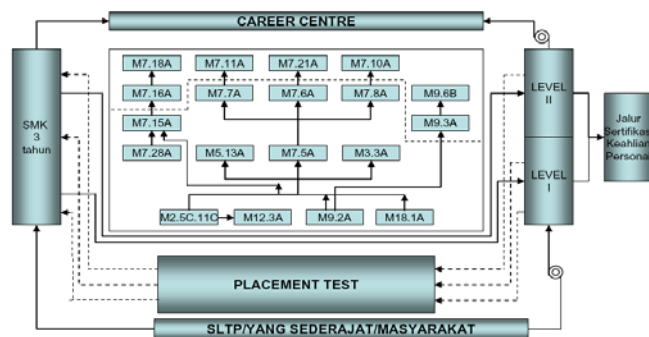 CAREER CENTRE
M7.18A M7.11A M7.21A M7.10A
M7.16A M7.7A M7.6A M7.8A M9.6B
M7.15A M9.3A
M7.28A M5.13A M7.5A M3.3A
M2.5C.11C M12.3A M9.2A M18.1A
SMK
3
tahun
LEVEL
II
LEVEL
I
Jalur
Sertifikasi
Keahlian
Personal
PLACEMENT TEST
SLTP/YANG SEDERAJAT/MASYARAKAT